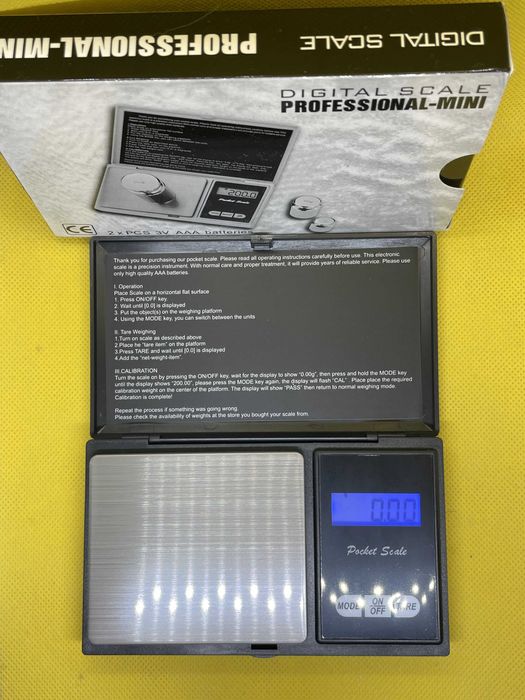 DIGITAL SCALE
PROFESSIONAL-MIN
DIGITAL SCALE
PROFESSIONAL-MINI
200.0
Pocket Scale
CE
2 x PCS 3V AAA batteries
Thank you for purchasing our pocket scale. Please read all operating instructions carefully before use. This electronic
scale is a precision instrument. With normal care and proper treatment, it will provide years of reliable service. Please use
only high quality AAA batteries.
I. Operation
Place Scale on a horizontal flat surface
1. Press ON/OFF key.
2. Wait until [0.0] is displayed
3. Put the object(s) on the weighing platform
4. Using the MODE key, you can switch between the units
II. Tare Weighing
1.Turn on scale as described above
2.Place he "tare item" on the platform
3.Press TARE and wait until [0.0] is displayed
4.Add the "net-weight-item".
III.CALIBRATION
Turn the scale on by pressing the ON/OFF key, wait for the display to show "0.00g", then press and hold the MODE key
until the display shows "200.00", please press the MODE key again, the display will flash "CAL" . Place place the required
calibration weight on the center of the platform. The display will show "PASS" then return to normal weighing mode.
Calibration is complete!
Repeat the process if something was going wrong.
Please check the availability of weights at the store you bought your scale from.
0.00
Pocket Scale
MODE
ON
OFF
TARE